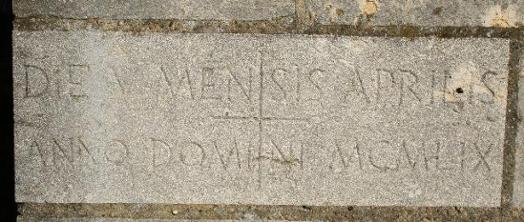 DIE V MENSIS APRILIS
ANNO DOMINI MCMLIX